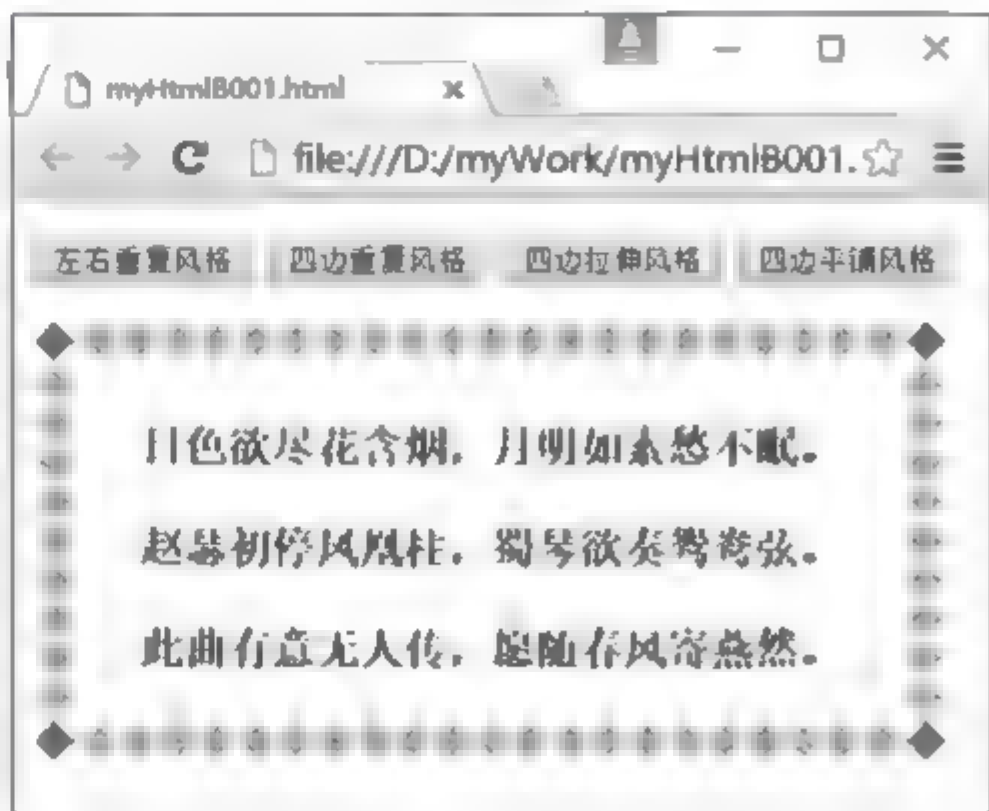 myHtmlB001.html
file:///D:/myWork/myHtmlB001.
左右重复风格 四边重复风格 四边拉伸风格 四边平铺风格
日色欲尽花含烟，月明如素愁不眠。
赵瑟初停凤凰柱，蜀琴欲奏鸳鸯弦。
此曲有意无人传，愿随春风寄燕然。